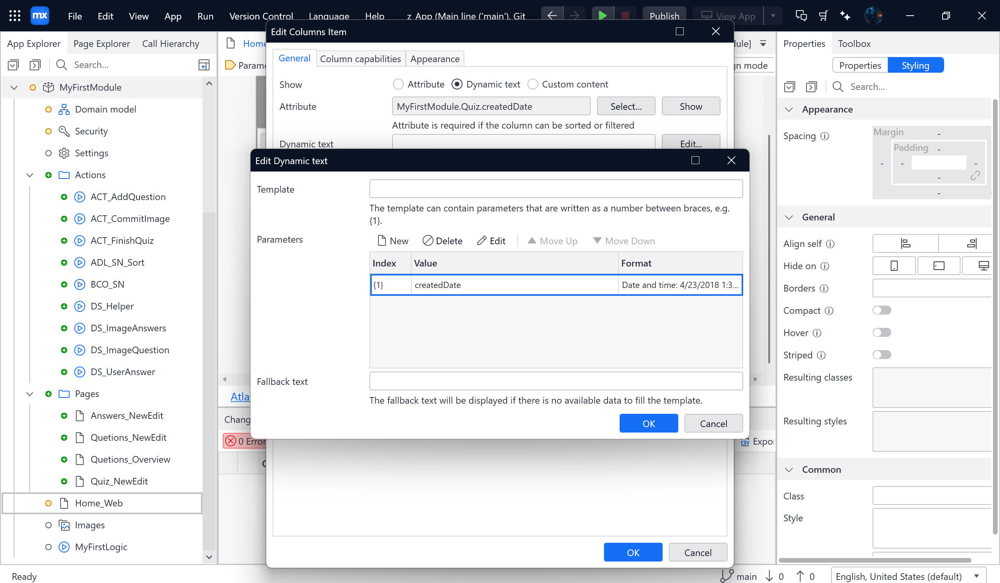 mx File Edit View App Run Version Control Language Help z App (Main line ('main'), Git Publish View App
App Explorer Page Explorer Call Hierarchy
Search...
MyFirstModule
Domain model
Security
Settings
Actions
ACT_AddQuestion
ACT_CommitImage
ACT_FinishQuiz
ADL_SN_Sort
BCO_SN
DS_Helper
DS_ImageAnswers
DS_ImageQuestion
DS_UserAnswer
Pages
Answers_NewEdit
Quetions_NewEdit
Quetions_Overview
Quiz_NewEdit
Home_Web
Images
MyFirstLogic
Home
Parame
Edit Columns Item
General Column capabilities Appearance
Show Attribute Dynamic text Custom content
Attribute MyFirstModule.Quiz.createdDate Select... Show
Attribute is required if the column can be sorted or filtered
Dynamic text Edit...
Edit Dynamic text
Template
The template can contain parameters that are written as a number between braces, e.g.
{1}.
Parameters New Delete Edit Move Up Move Down
Index Value Format
{1} createdDate Date and time: 4/23/2018 1:3...
Fallback text
The fallback text will be displayed if there is no available data to fill the template.
OK Cancel
Atla
Chang
0 Error
CSV Expor
OK Cancel
Properties Toolbox
Properties Styling
Search...
Appearance
Spacing Margin -
Padding -
- - -
-
-
General
Align self
Hide on
Borders
Compact
Hover
Striped
Resulting classes
Resulting styles
Common
Class
Style
Ready main 0 0 English, United States (default)